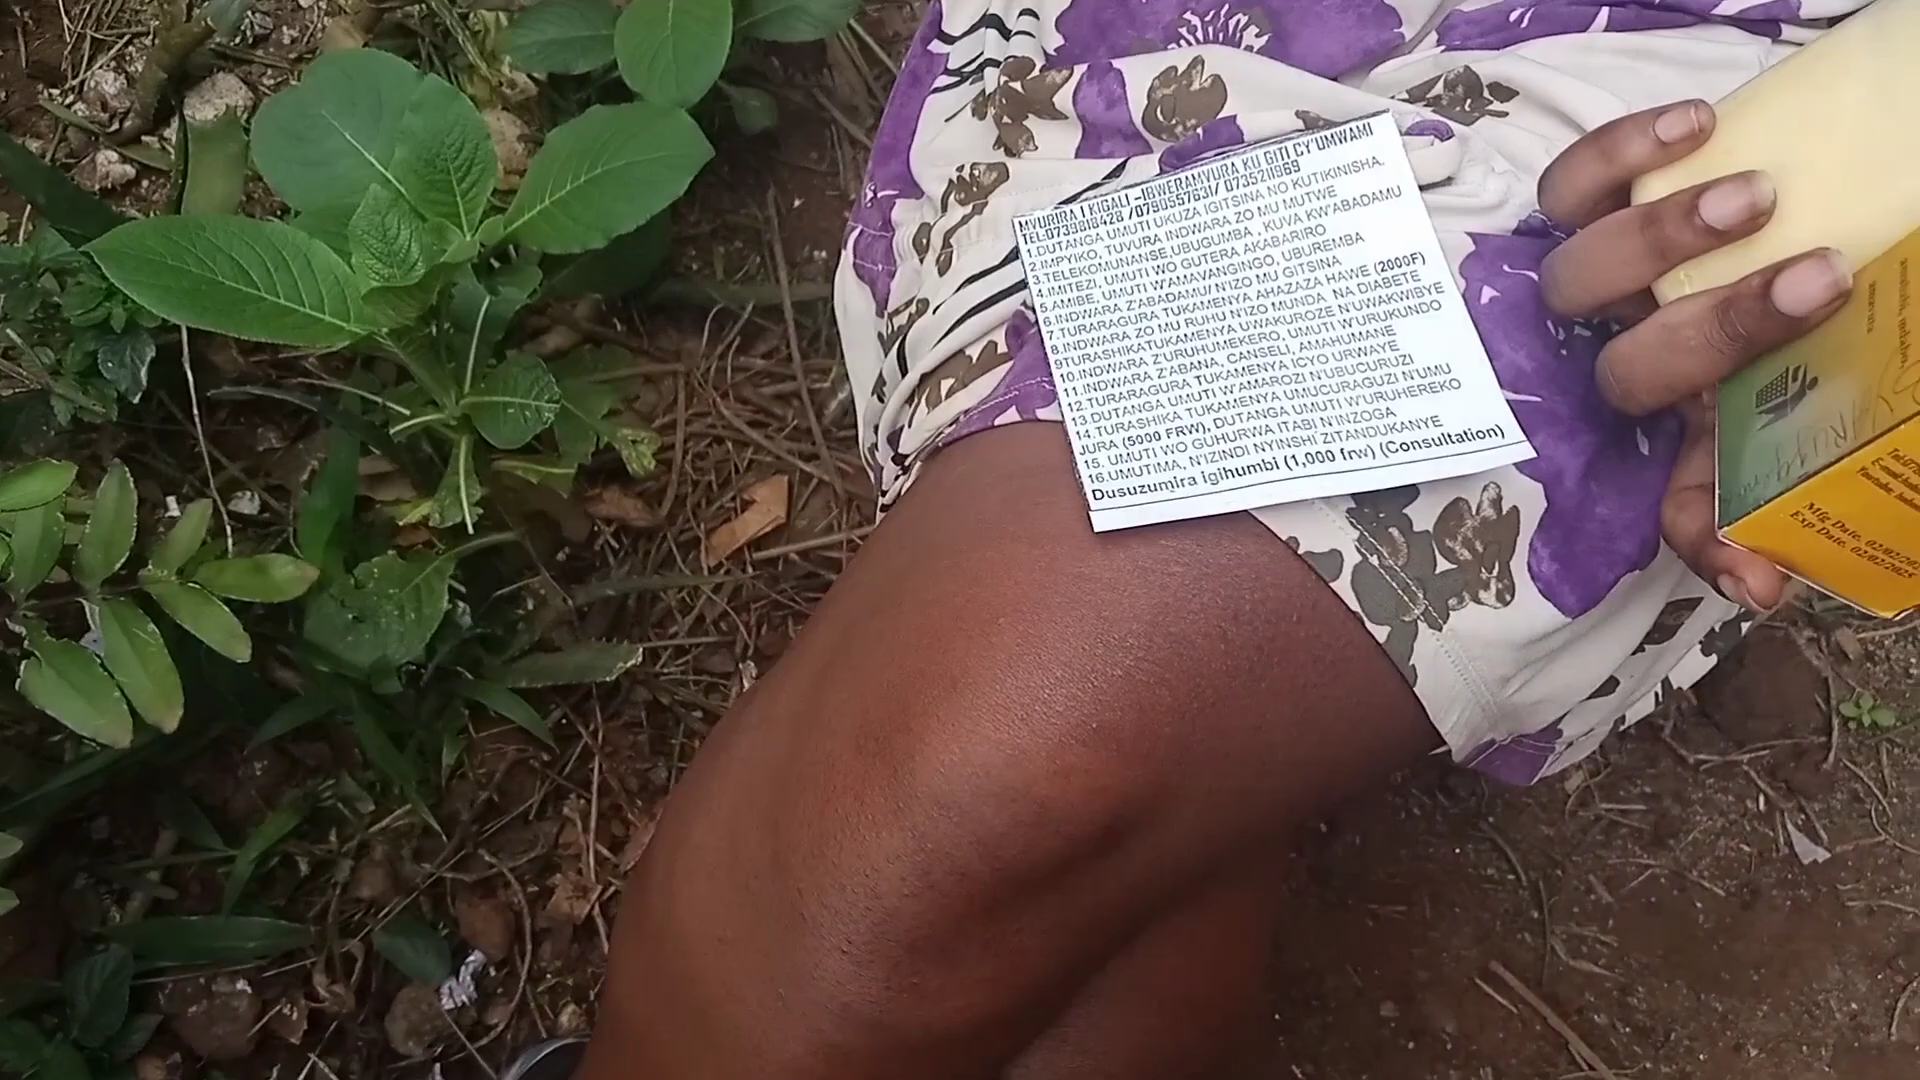 MVURIRA I KIGALI -IBWERAMVURA KU GITI CY'UMWAMI
TEL:0739818428 /0790557631/ 0735211969
1.DUTANGA UMUTI UKUZA IGITSINA NO KUTIKINISHA,
2.IMPYIKO, TUVURA INDWARA ZO MU MUTWE
3.TELEKOMUNANSE,UBUGUMBA , KUVA KW'ABADAMU
4.IMITEZI, UMUTI WO GUTERA AKABARIRO
5.AMIBE, UMUTI W'AMAVANGINGO, UBUREMBA
6.INDWARA Z'ABADAMU N'IZO MU GITSINA
7.TURARAGURA TUKAMENYA AHAZAZA HAWE (2000F)
8.INDWARA ZO MU RUHU N'IZO MUNDA NA DIABETE
9TURASHIKA TUKAMENYA UWAKUROZE N'UWAKWIBYE
10.INDWARA Z'URUHUMEKERO, UMUTI W'URUKUNDO
11.INDWARA Z'ABANA, CANSELI, AMAHUMANE
12.TURARAGURA TUKAMENYA ICYO URWAYE
13.DUTANGA UMUTI W'AMAROZI N'UBUCURUZI
14.TURASHIKA TUKAMENYA UMUCURAGUZI N'UMU
JURA (5000 FRW), DUTANGA UMUTI W'URUHEREKO
15. UMUTI WO GUHURWA ITABI N'INZOGA
16.UMUTIMA, N'IZINDI NYINSHI ZITANDUKANYE
Dusuzumira igihumbi (1,000 frw) (Consultation)
Mfg Date. 02/02/20
Exp Date. 02/02/2025